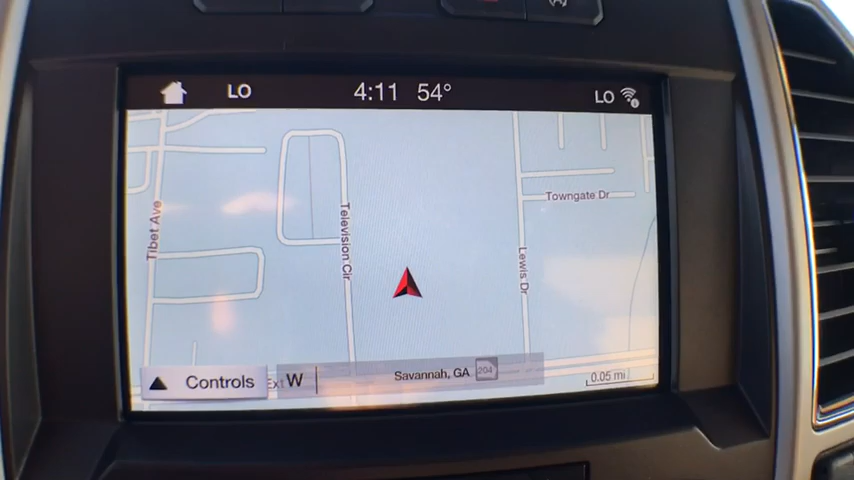 LO
4:11 54°
LO
Towngate Dr
Tibet Ave
Television Cir
Lewis Dr
Controls
Ext W
Savannah, GA 204
0.05 mi